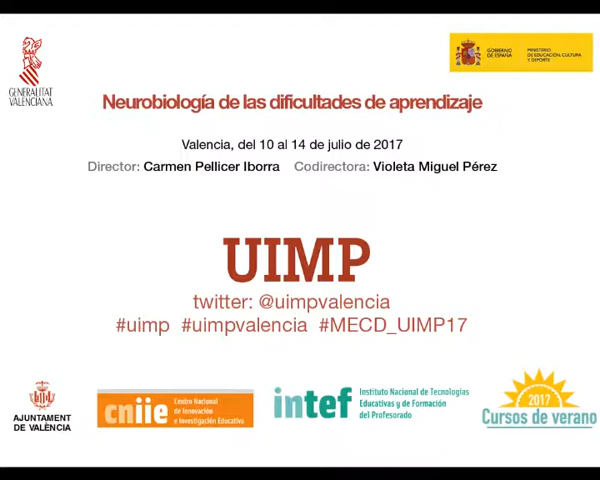 GENERALITAT
VALENCIANA
GOBIERNO
DE ESPAÑA
MINISTERIO
DE EDUCACIÓN, CULTURA
Y DEPORTE
Neurobiología de las dificultades de aprendizaje
Valencia, del 10 al 14 de julio de 2017
Director: Carmen Pellicer Iborra Codirectora: Violeta Miguel Pérez
UIMP
twitter: @uimpvalencia
#uimp #uimpvalencia #MECD_UIMP17
AJUNTAMENT
DE VALÈNCIA
cniie
Centro Nacional
de Innovación
e Investigación Educativa
intef
Instituto Nacional de Tecnologías
Educativas y de Formación
del Profesorado
2017
Cursos de verano